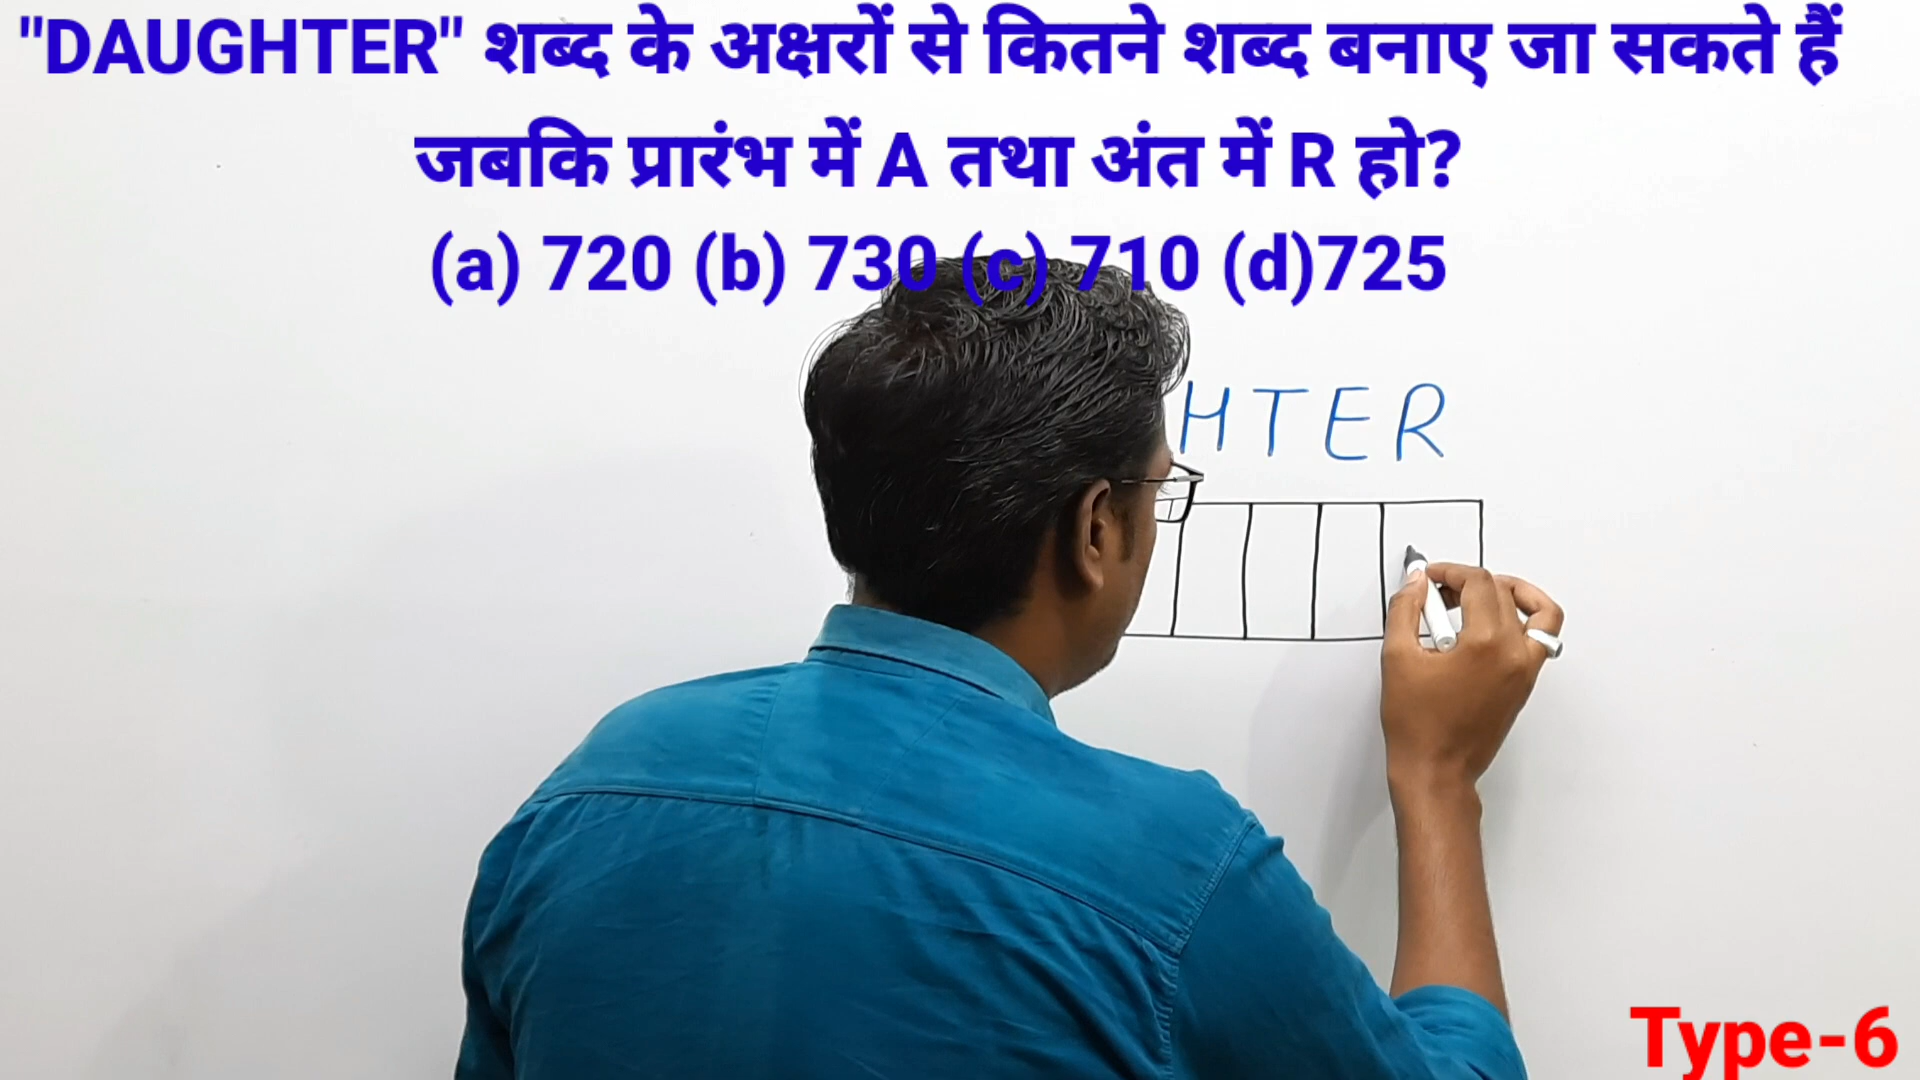 "DAUGHTER" शब्द के अक्षरों से कितने शब्द बनाए जा सकते हैं
जबकि प्रारंभ में A तथा अंत में R हो?
(a) 720 (b) 730 (c) 710 (d)725
HTER
Type-6